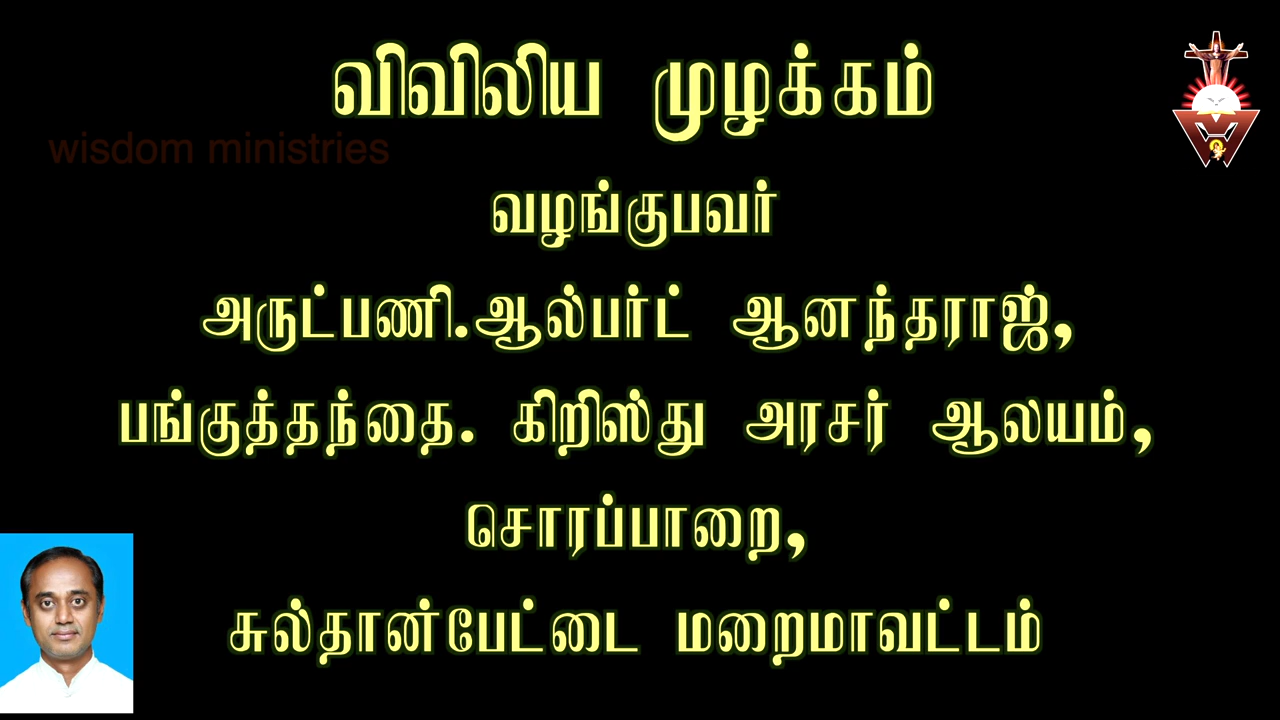 விவிலிய முழக்கம்
wisdom ministries
வழங்குபவர்
அருட்பணி.ஆல்பர்ட் ஆனந்தராஜ்,
பங்குத்தந்தை. கிறிஸ்து அரசர் ஆலயம்,
சொரப்பாறை,
சுல்தான்பேட்டை மறைமாவட்டம்